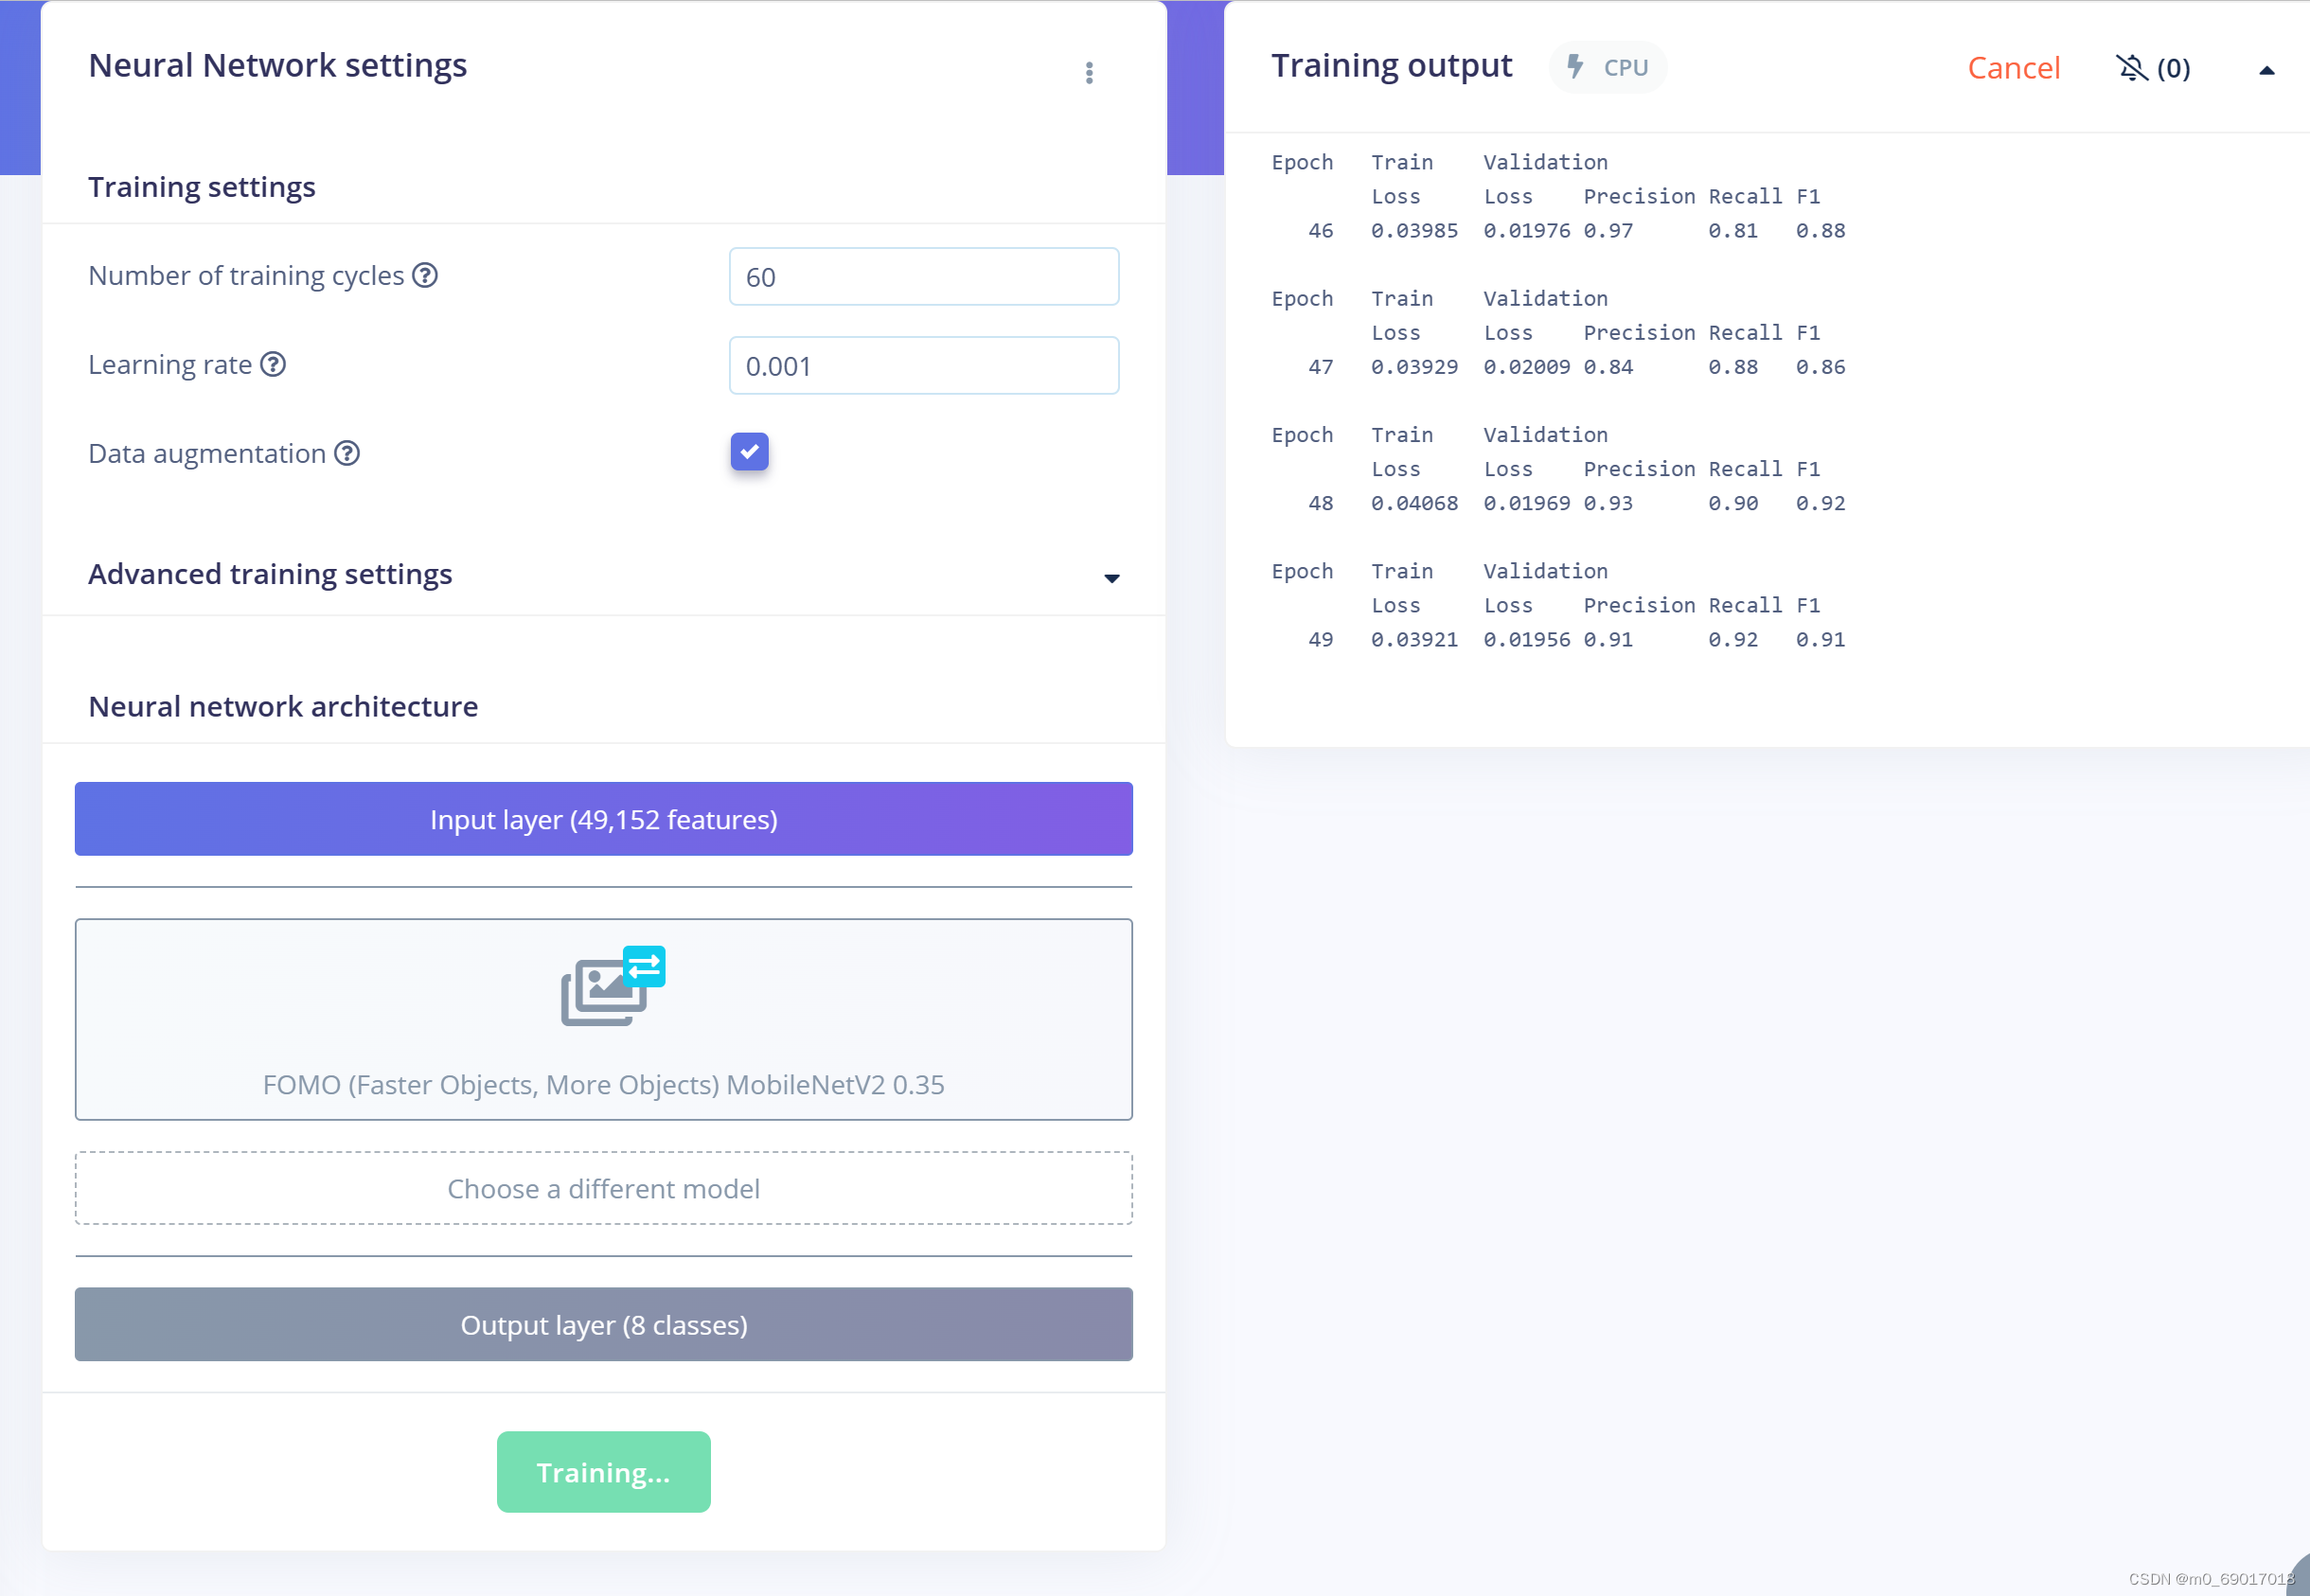 Neural Network settings
Training settings
Number of training cycles
60
Learning rate
0.001
Data augmentation
Advanced training settings
Neural network architecture
Input layer (49,152 features)
FOMO (Faster Objects, More Objects) MobileNetV2 0.35
Choose a different model
Output layer (8 classes)
Training...
Training output CPU Cancel (0)
Epoch Train Validation
Loss Loss Precision Recall F1
46 0.03985 0.01976 0.97 0.81 0.88
Epoch Train Validation
Loss Loss Precision Recall F1
47 0.03929 0.02009 0.84 0.88 0.86
Epoch Train Validation
Loss Loss Precision Recall F1
48 0.04068 0.01969 0.93 0.90 0.92
Epoch Train Validation
Loss Loss Precision Recall F1
49 0.03921 0.01956 0.91 0.92 0.91
CSDN @m0_69017018